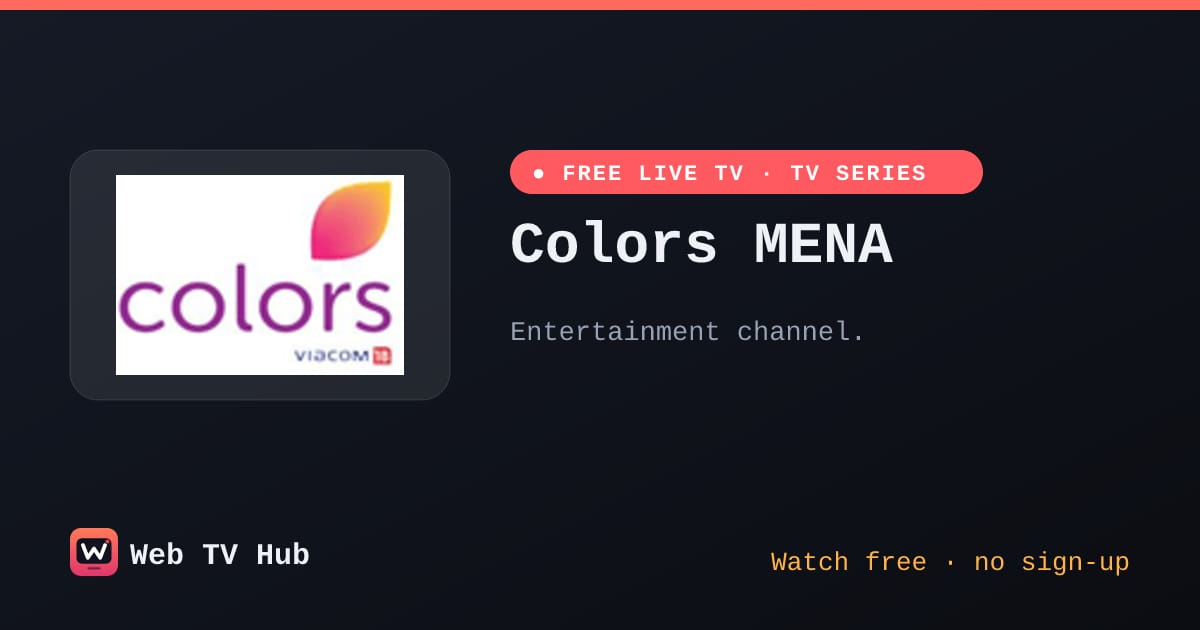 ● FREE LIVE TV · TV SERIES
Colors MENA
colors
VIACOM 18
Entertainment channel.
W
Web TV Hub
Watch free · no sign-up